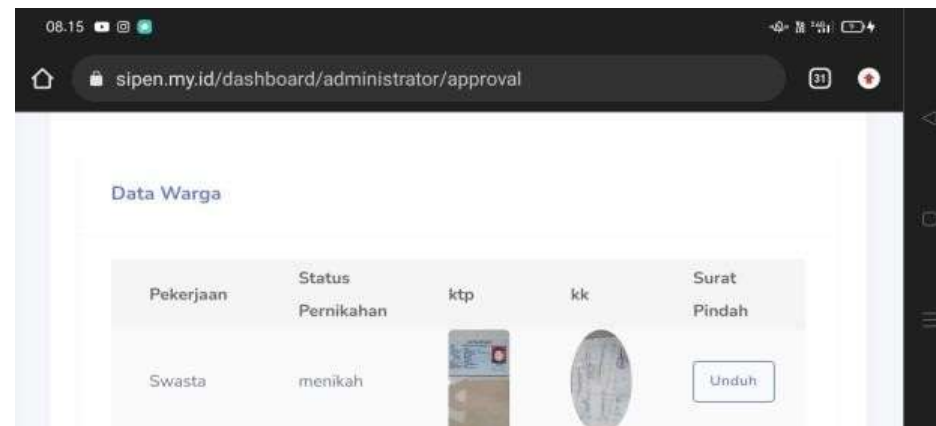 08.15
sipen.my.id/dashboard/administrator/approval
31
Data Warga
Pekerjaan
Status
Pernikahan
ktp
kk
Surat
Pindah
Swasta
menikah
Unduh